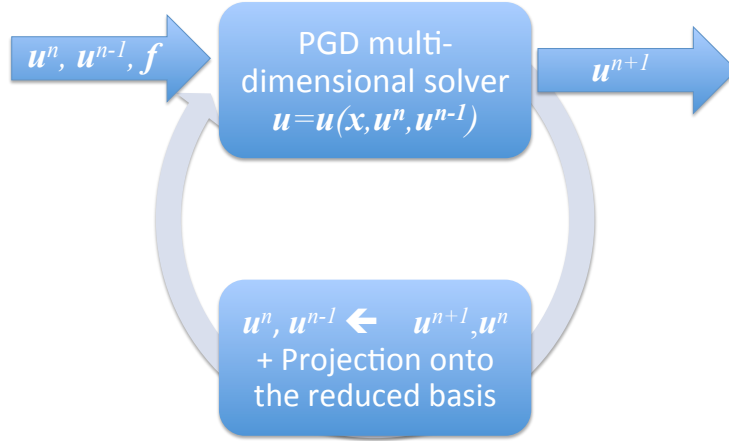 uⁿ, uⁿ⁻¹, f
PGD multi-
dimensional solver
u=u(x,uⁿ,uⁿ⁻¹)
uⁿ⁺¹
uⁿ, uⁿ⁻¹ ← uⁿ⁺¹,uⁿ
+ Projection onto
the reduced basis